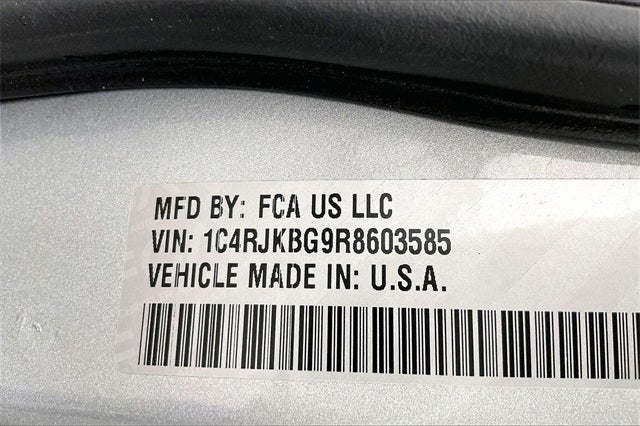 MFD BY: FCA US LLC
VIN: 1C4RJKBG9R8603585
VEHICLE MADE IN: U.S.A.